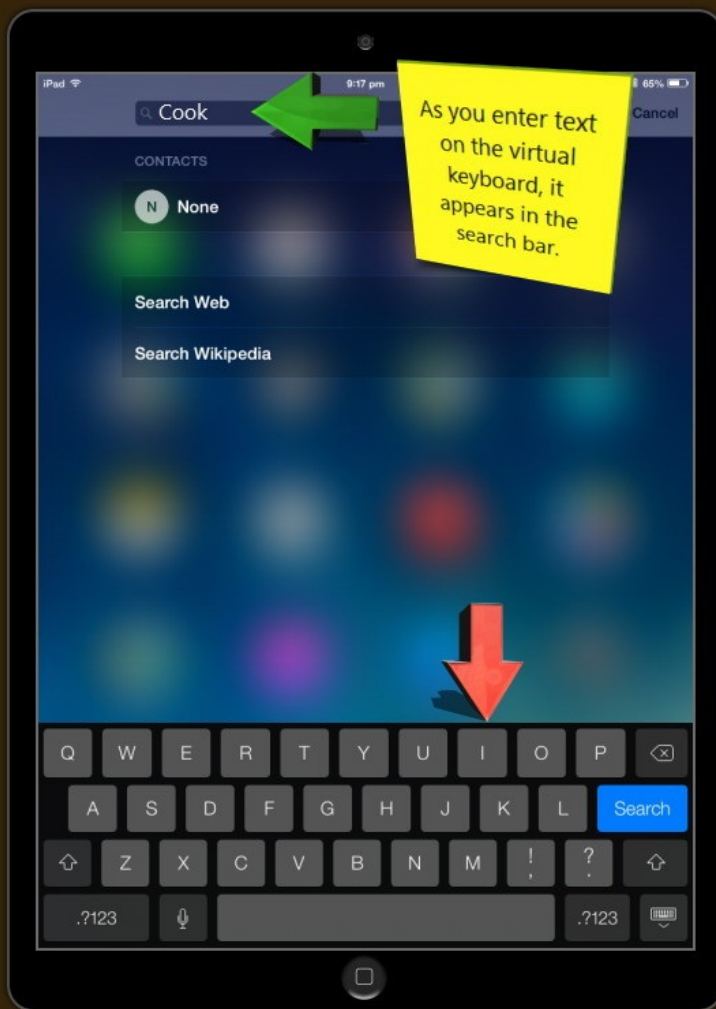 iPad 9:17 pm 65%
Cook Cancel
As you enter text
on the virtual
keyboard, it
appears in the
search bar.
CONTACTS
N None
Search Web
Search Wikipedia
Q W E R T Y U I O P
A S D F G H J K L Search
Z X C V B N M ! , ? .
.?123 .?123